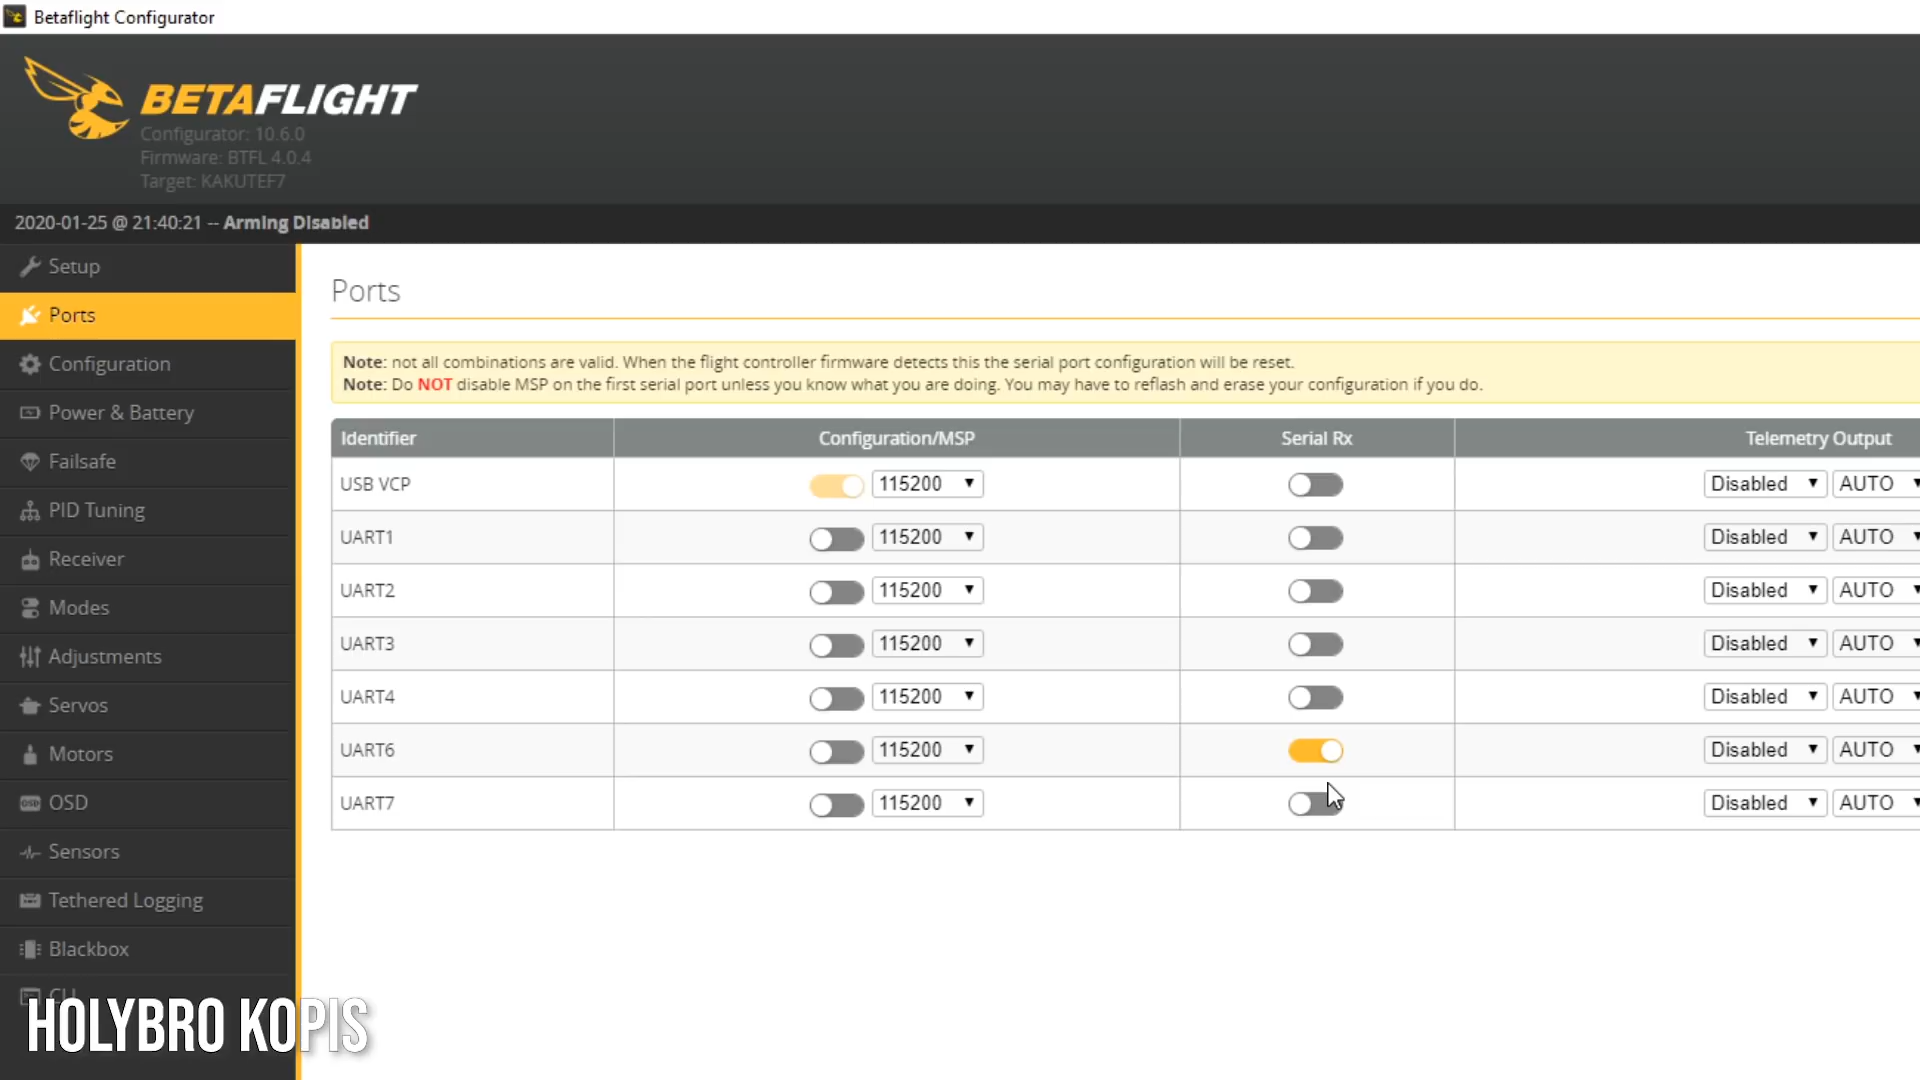 Betaflight Configurator
BETAFLIGHT
Configurator: 10.6.0
Firmware: BTFL 4.0.4
Target: KAKUTEF7
2020-01-25 @ 21:40:21 -- Arming Disabled
Setup
Ports
Configuration
Power & Battery
Failsafe
PID Tuning
Receiver
Modes
Adjustments
Servos
Motors
OSD
Sensors
Tethered Logging
Blackbox
CLI
HOLYBRO KOPIS
Ports
Note: not all combinations are valid. When the flight controller firmware detects this the serial port configuration will be reset.
Note: Do NOT disable MSP on the first serial port unless you know what you are doing. You may have to reflash and erase your configuration if you do.
Identifier Configuration/MSP Serial Rx Telemetry Output
USB VCP 115200 Disabled AUTO
UART1 115200 Disabled AUTO
UART2 115200 Disabled AUTO
UART3 115200 Disabled AUTO
UART4 115200 Disabled AUTO
UART6 115200 Disabled AUTO
UART7 115200 Disabled AUTO